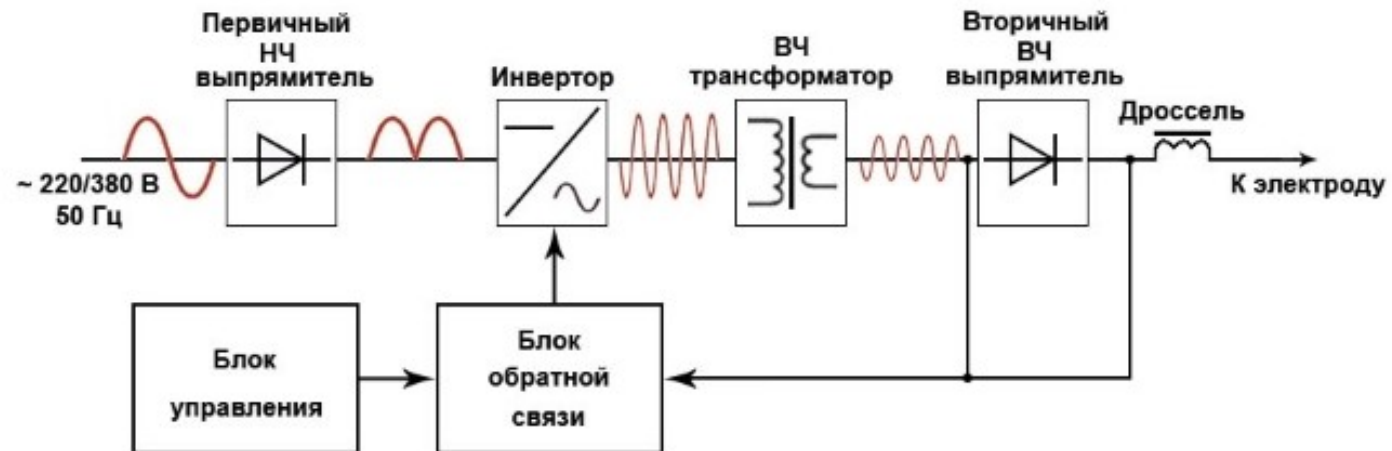 Первичный
НЧ
выпрямитель
Инвертор
ВЧ
трансформатор
Вторичный
ВЧ
выпрямитель
Дроссель
~ 220/380 В
50 Гц
К электроду
Блок
управления
Блок
обратной
связи